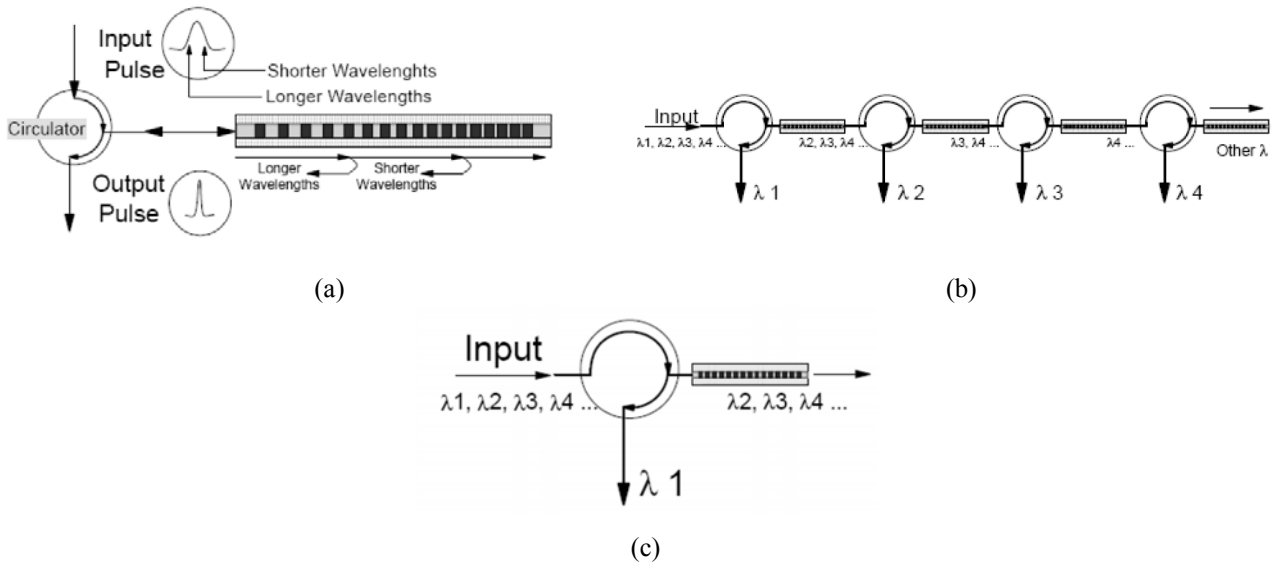 Input
Pulse
Shorter Wavelenghts
Longer Wavelengths
Circulator
Longer
Wavelengths
Shorter
Wavelengths
Output
Pulse
(a)
Input
λ1, λ2, λ3, λ4 ...
λ2, λ3, λ4 ...
λ3, λ4 ...
λ4 ...
Other λ
λ 1
λ 2
λ 3
λ 4
(b)
Input
λ1, λ2, λ3, λ4 ...
λ2, λ3, λ4 ...
λ 1
(c)